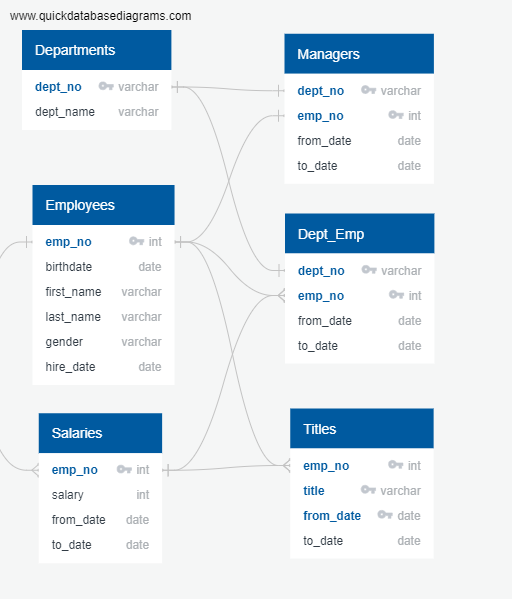 www.quickdatabasediagrams.com
Departments
dept_no varchar
dept_name varchar
Managers
dept_no varchar
emp_no int
from_date date
to_date date
Employees
emp_no int
birthdate date
first_name varchar
last_name varchar
gender varchar
hire_date date
Dept_Emp
dept_no varchar
emp_no int
from_date date
to_date date
Salaries
emp_no int
salary int
from_date date
to_date date
Titles
emp_no int
title varchar
from_date date
to_date date